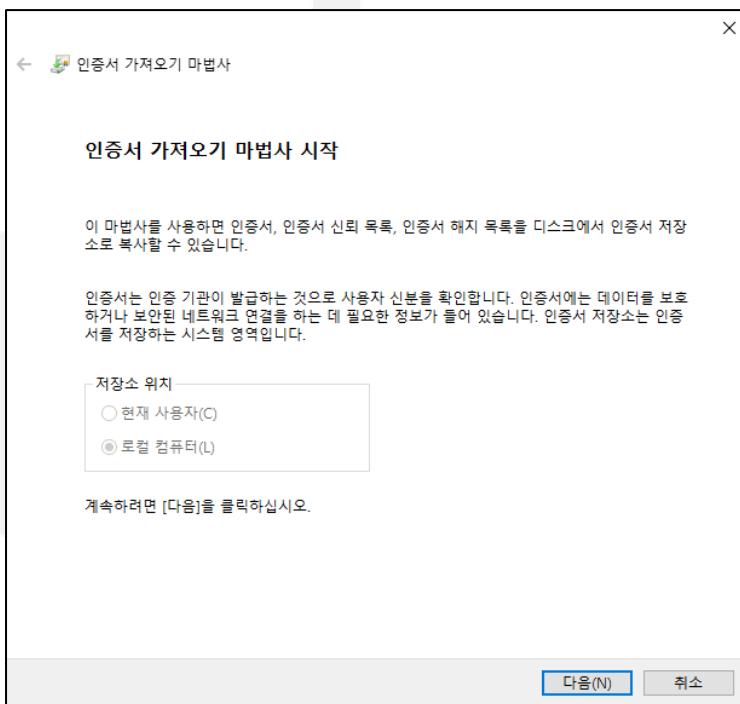 인증서 가져오기 마법사
인증서 가져오기 마법사 시작
이 마법사를 사용하면 인증서, 인증서 신뢰 목록, 인증서 해지 목록을 디스크에서 인증서 저장
소로 복사할 수 있습니다.
인증서는 인증 기관이 발급하는 것으로 사용자 신분을 확인합니다. 인증서에는 데이터를 보호
하거나 보안된 네트워크 연결을 하는 데 필요한 정보가 들어 있습니다. 인증서 저장소는 인증
서를 저장하는 시스템 영역입니다.
저장소 위치
현재 사용자(C)
로컬 컴퓨터(L)
계속하려면 [다음]을 클릭하십시오.
다음(N) 취소